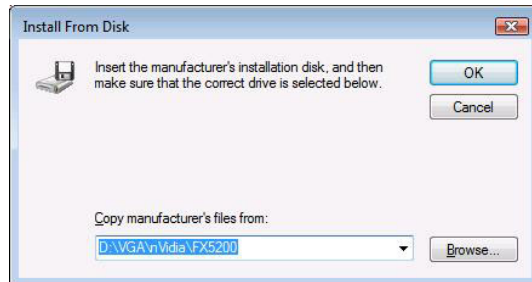 Install From Disk
Insert the manufacturer's installation disk, and then
make sure that the correct drive is selected below.
OK
Cancel
Copy manufacturer's files from:
D:\VGA\nVidia\FX5200
Browse...